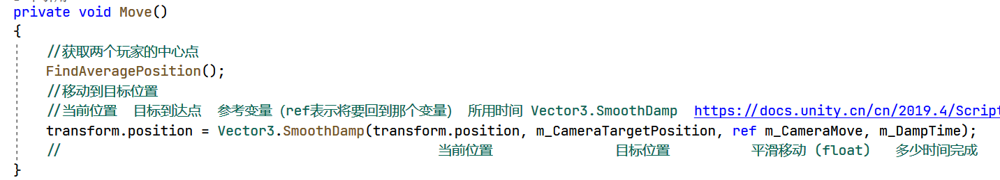 private void Move()
{
//获取两个玩家的中心点
FindAveragePosition();
//移动到目标位置
//当前位置 目标到达点 参考变量（ref表示将要回到那个变量） 所用时间 Vector3.SmoothDamp https://docs.unity.cn/cn/2019.4/Script
transform.position = Vector3.SmoothDamp(transform.position, m_CameraTargetPosition, ref m_CameraMove, m_DampTime);
// 当前位置 目标位置 平滑移动（float） 多少时间完成
}